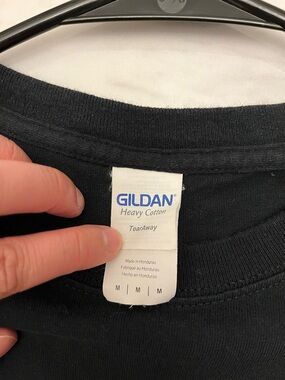 GILDAN
Heavy Cotton
TearAway
Made in Honduras
Fabriqué au Honduras
Hecho en Honduras
M | M | M